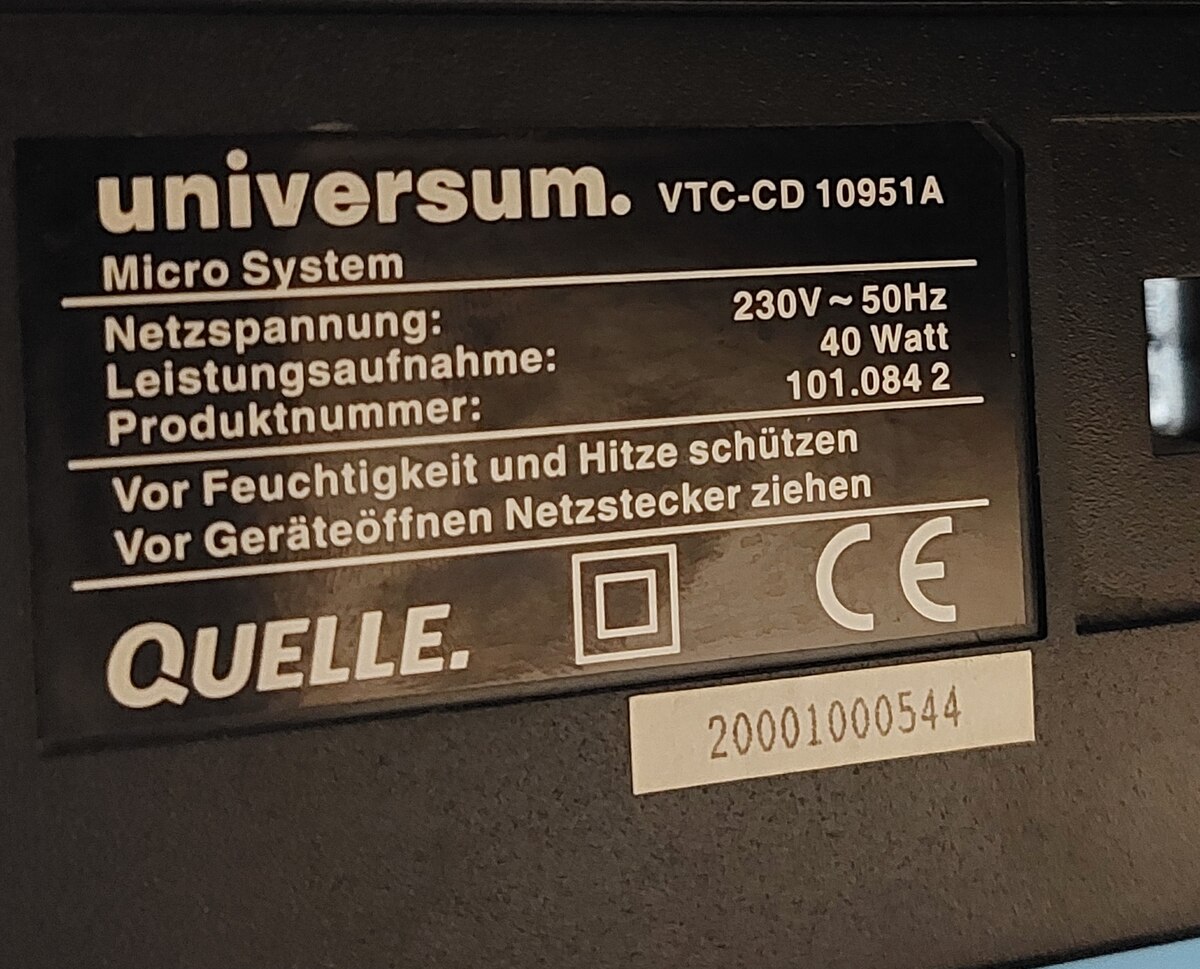 universum. VTC-CD 10951A
Micro System
Netzspannung: 230V ~ 50Hz
Leistungsaufnahme: 40 Watt
Produktnummer: 101.084 2
Vor Feuchtigkeit und Hitze schützen
Vor Geräteöffnen Netzstecker ziehen
QUELLE. CE
20001000544